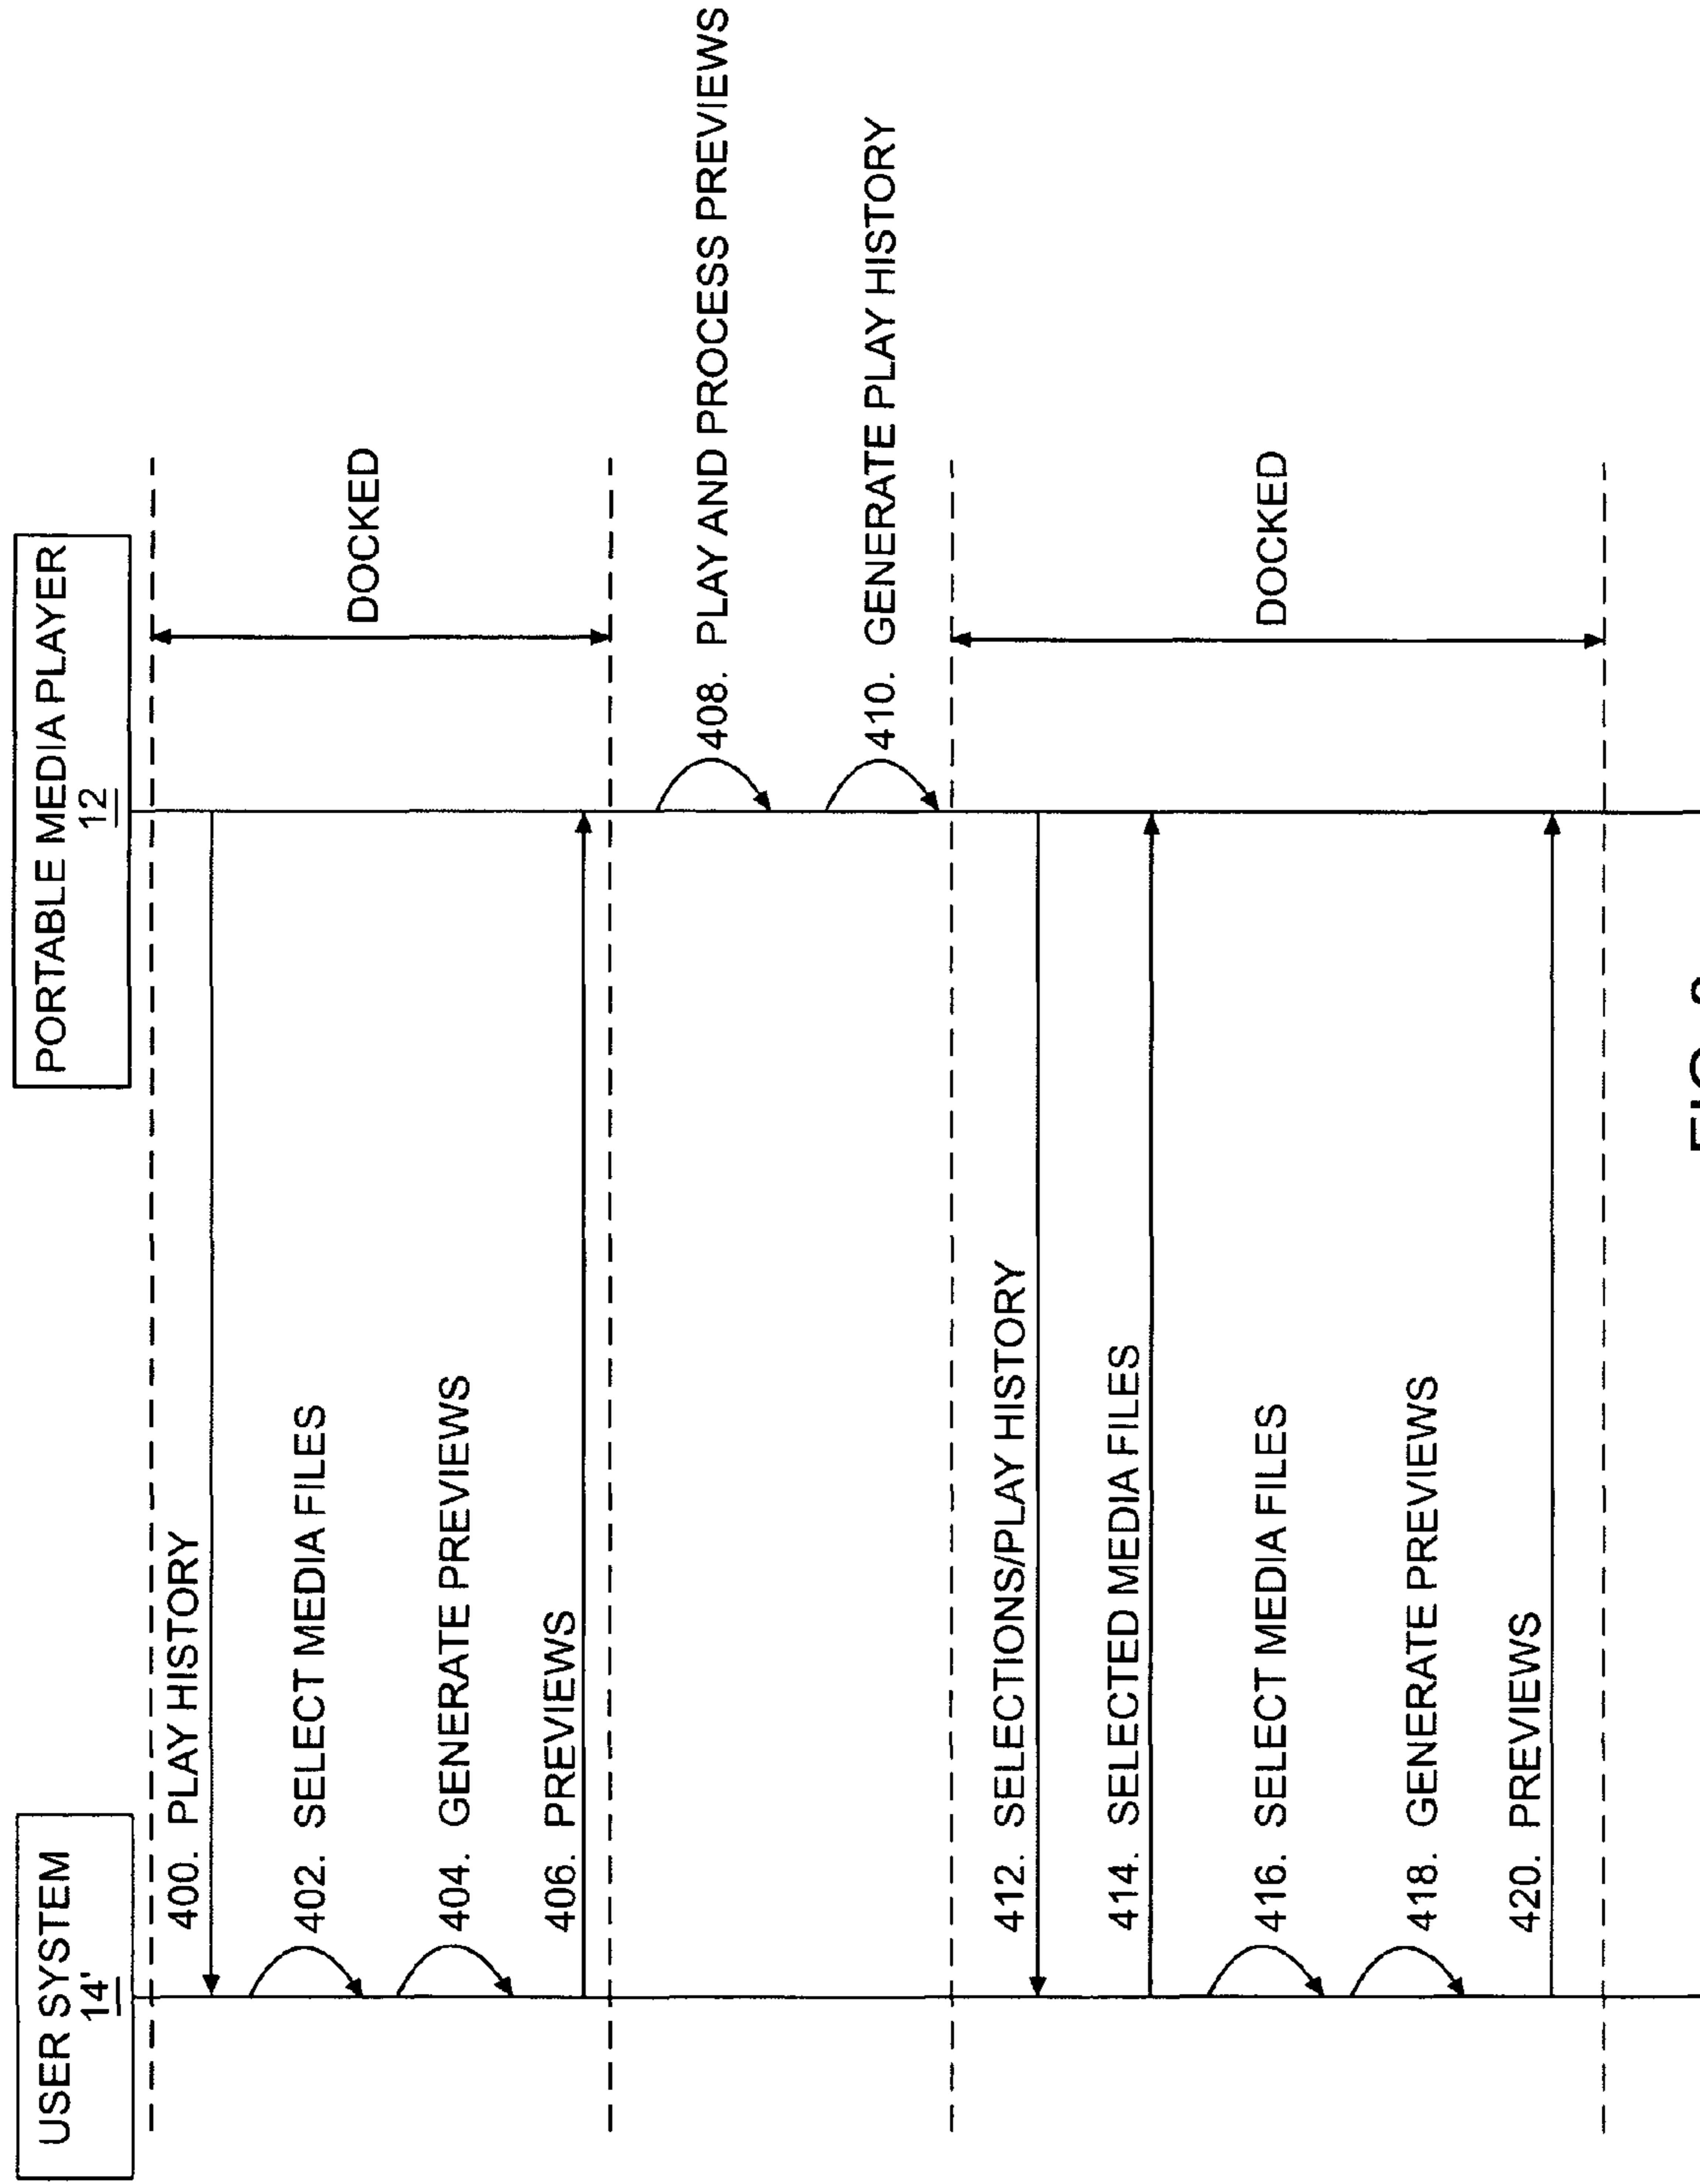 USER SYSTEM
14'
PORTABLE MEDIA PLAYER
12
400. PLAY HISTORY
DOCKED
402. SELECT MEDIA FILES
404. GENERATE PREVIEWS
406. PREVIEWS
408. PLAY AND PROCESS PREVIEWS
410. GENERATE PLAY HISTORY
412. SELECTIONS/PLAY HISTORY
414. SELECTED MEDIA FILES
DOCKED
416. SELECT MEDIA FILES
418. GENERATE PREVIEWS
420. PREVIEWS
FIG.